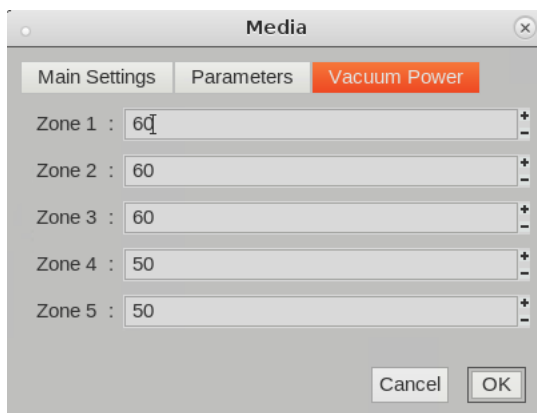 Media
Main Settings Parameters Vacuum Power
Zone 1 : 60
Zone 2 : 60
Zone 3 : 60
Zone 4 : 50
Zone 5 : 50
Cancel OK